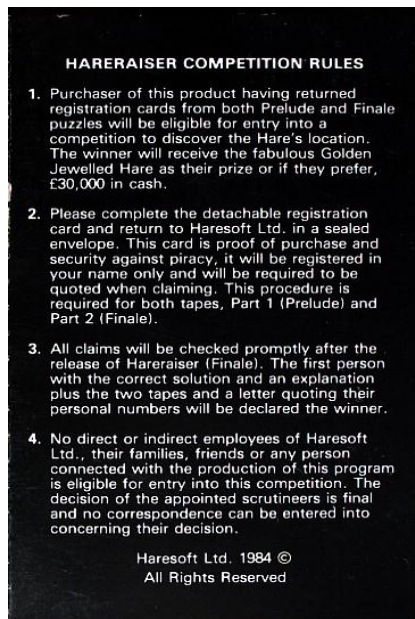 HARERAISER COMPETITION RULES
1. Purchaser of this product having returned
registration cards from both Prelude and Finale
puzzles will be eligible for entry into a
competition to discover the Hare's location.
The winner will receive the fabulous Golden
Jewelled Hare as their prize or if they prefer,
£30,000 in cash.
2. Please complete the detachable registration
card and return to Haresoft Ltd. in a sealed
envelope. This card is proof of purchase and
security against piracy, it will be registered in
your name only and will be required to be
quoted when claiming. This procedure is
required for both tapes, Part 1 (Prelude) and
Part 2 (Finale).
3. All claims will be checked promptly after the
release of Hareraiser (Finale). The first person
with the correct solution and an explanation
plus the two tapes and a letter quoting their
personal numbers will be declared the winner.
4. No direct or indirect employees of Haresoft
Ltd., their families, friends or any person
connected with the production of this program
is eligible for entry into this competition. The
decision of the appointed scrutineers is final
and no correspondence can be entered into
concerning their decision.
Haresoft Ltd. 1984 ©
All Rights Reserved